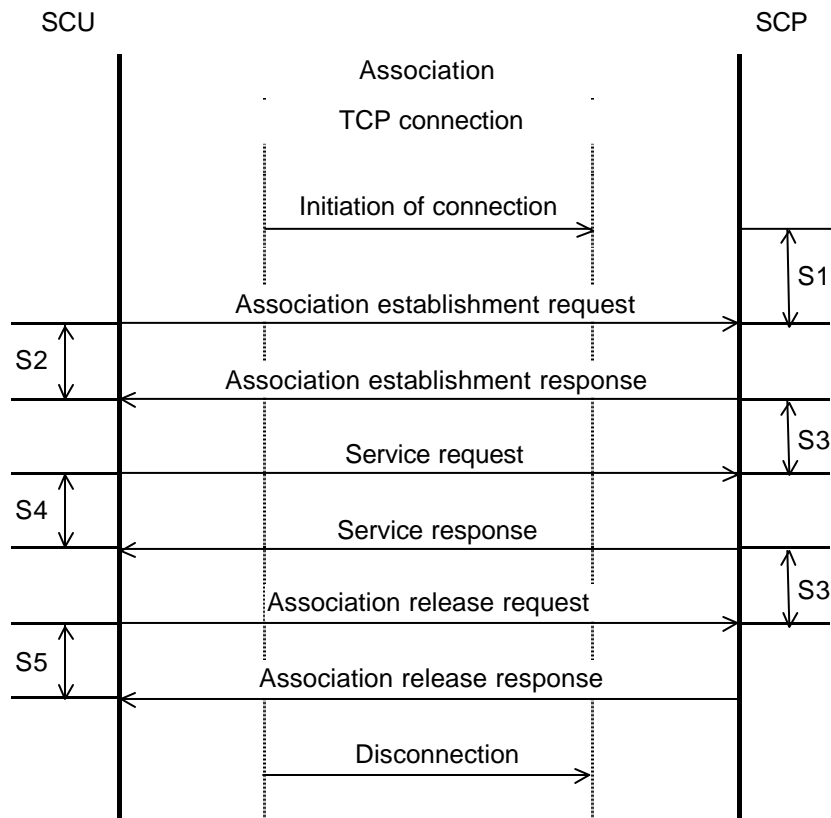 SCU
SCP
Association
TCP connection
Initiation of connection
S1
Association establishment request
S2
Association establishment response
S3
Service request
S4
Service response
S3
Association release request
S5
Association release response
Disconnection